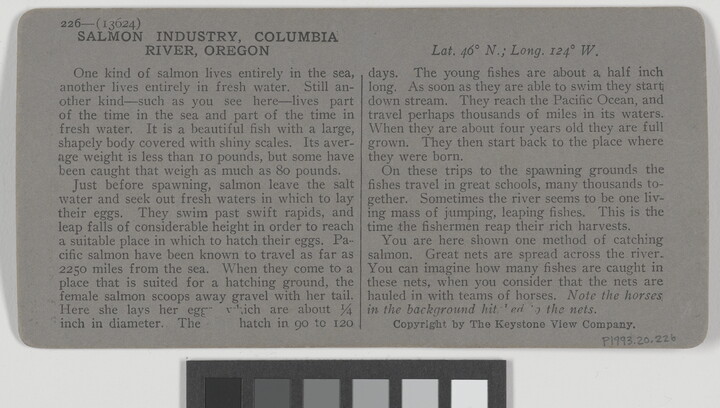 226—(13624)
SALMON INDUSTRY, COLUMBIA
RIVER, OREGON
One kind of salmon lives entirely in the sea,
another lives entirely in fresh water. Still an-
other kind—such as you see here—lives part
of the time in the sea and part of the time in
fresh water. It is a beautiful fish with a large,
shapely body covered with shiny scales. Its aver-
age weight is less than 10 pounds, but some have
been caught that weigh as much as 80 pounds.
Just before spawning, salmon leave the salt
water and seek out fresh waters in which to lay
their eggs. They swim past swift rapids, and
leap falls of considerable height in order to reach
a suitable place in which to hatch their eggs. Pa-
cific salmon have been known to travel as far as
2250 miles from the sea. When they come to a
place that is suited for a hatching ground, the
female salmon scoops away gravel with her tail.
Here she lays her which are about ¼
inch in diameter. The hatch in 90 to 120
Lat. 46° N.; Long. 124° W.
days. The young fishes are about a half inch
long. As soon as they are able to swim they start
down stream. They reach the Pacific Ocean, and
travel perhaps thousands of miles in its waters.
When they are about four years old they are full
grown. They then start back to the place where
they were born.
On these trips to the spawning grounds the
fishes travel in great schools, many thousands to-
gether. Sometimes the river seems to be one liv-
ing mass of jumping, leaping fishes. This is the
time the fishermen reap their rich harvests.
You are here shown one method of catching
salmon. Great nets are spread across the river.
You can imagine how many fishes are caught in
these nets, when you consider that the nets are
hauled in with teams of horses. Note the horses
in the background the nets.
Copyright by The Keystone View Company.
P1993.20.226